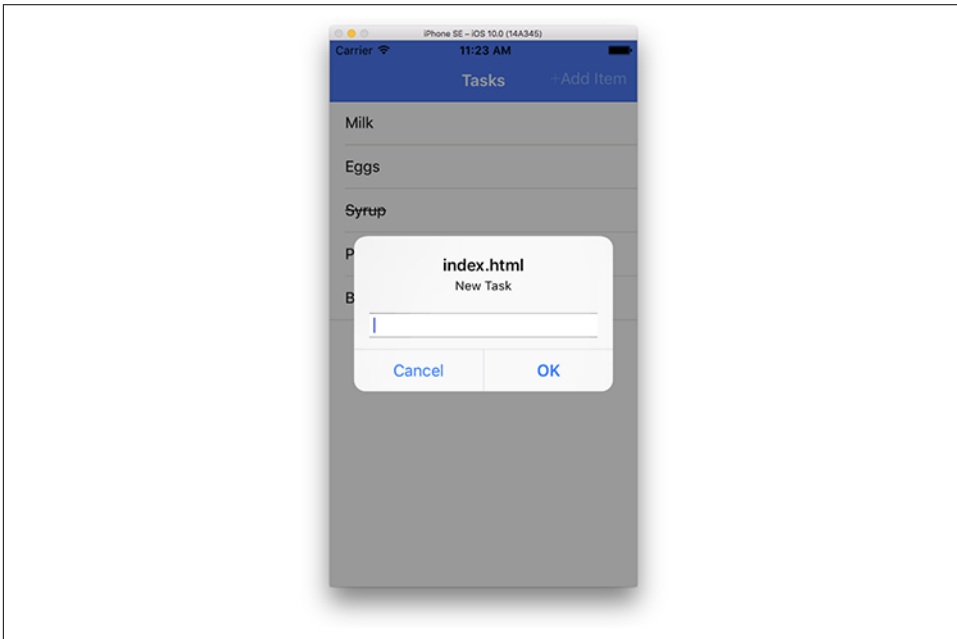 iPhone SE – iOS 10.0 (14A345)
Carrier 11:23 AM
Tasks +Add Item
Milk
Eggs
Syrup
P
index.html
New Task
B
Cancel OK